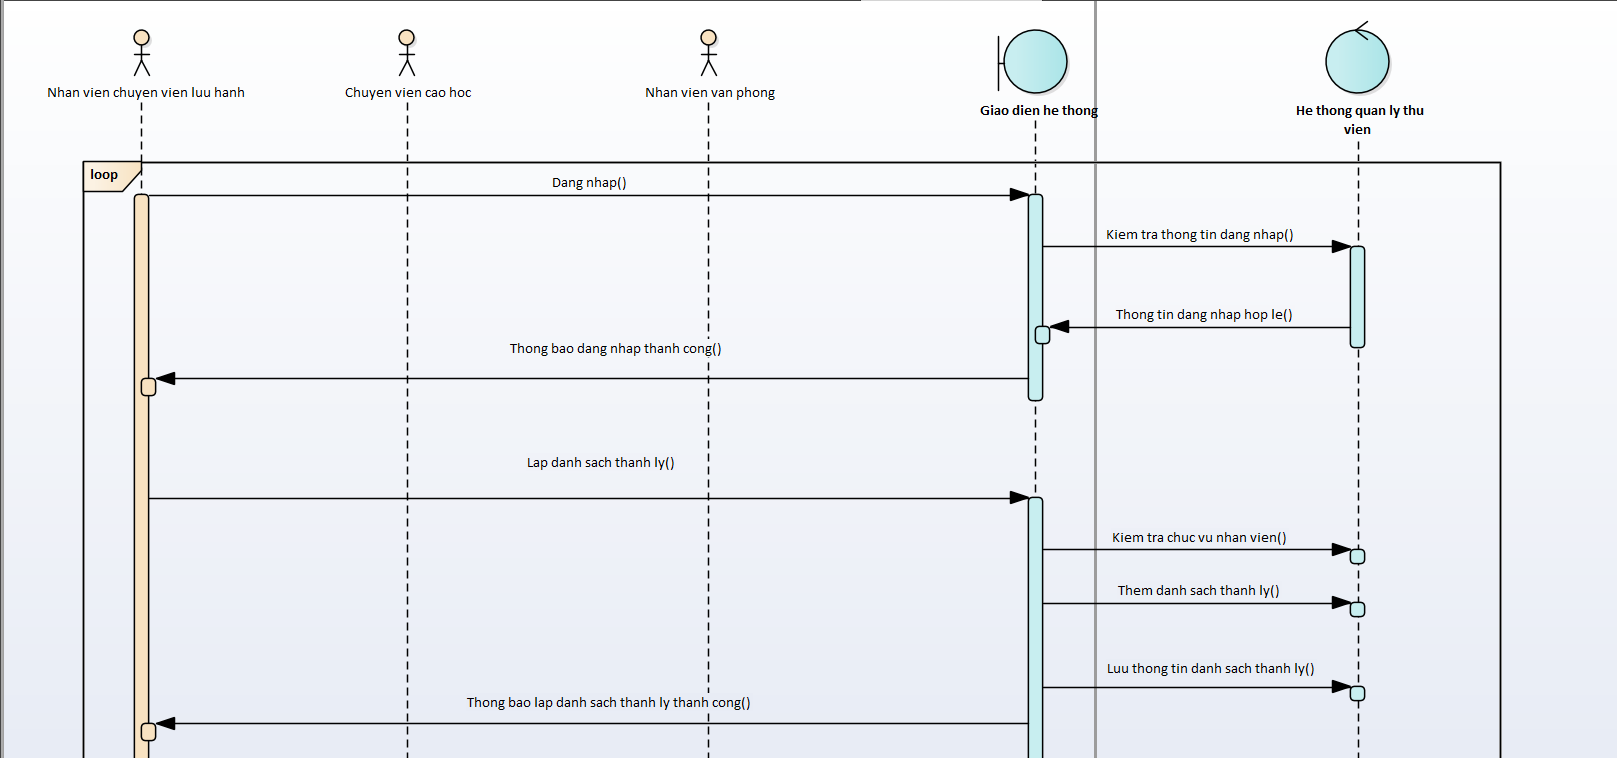 Nhan vien chuyen vien luu hanh
Chuyen vien cao hoc
Nhan vien van phong
Giao dien he thong
He thong quan ly thu
vien
loop
Dang nhap()
Kiem tra thong tin dang nhap()
Thong tin dang nhap hop le()
Thong bao dang nhap thanh cong()
Lap danh sach thanh ly()
Kiem tra chuc vu nhan vien()
Them danh sach thanh ly()
Luu thong tin danh sach thanh ly()
Thong bao lap danh sach thanh ly thanh cong()